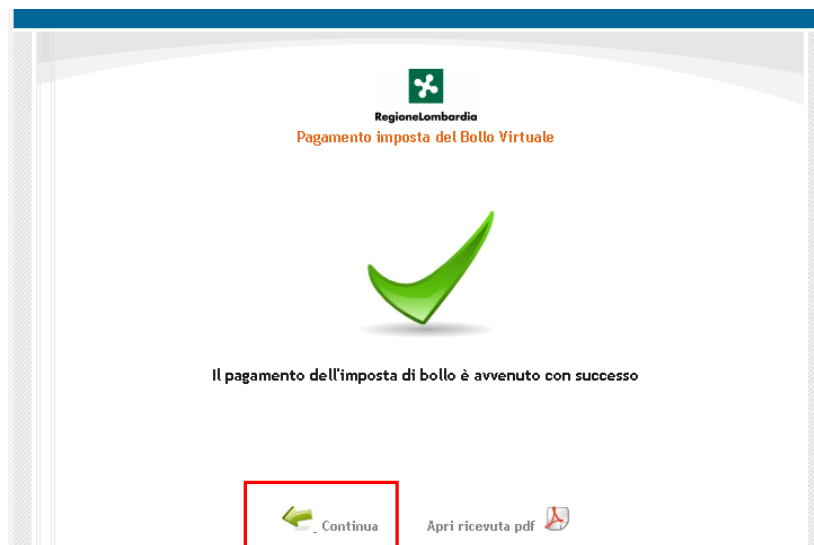 RegioneLombardia
Pagamento imposta del Bollo Virtuale
Il pagamento dell'imposta di bollo è avvenuto con successo
Continua Apri ricevuta pdf